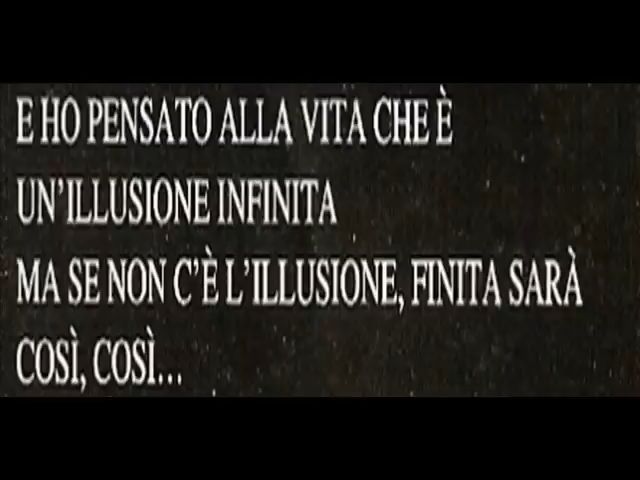 E HO PENSATO ALLA VITA CHE È
UN'ILLUSIONE INFINITA
MA SE NON C'È L'ILLUSIONE, FINITA SARÀ
COSÌ, COSÌ...